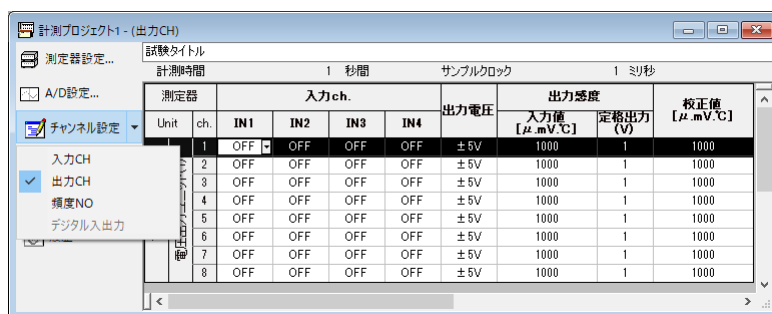 計測プロジェクト1 - (出力CH)
測定器設定...
試験タイトル
計測時間 1 秒間 サンプルクロック 1 ミリ秒
A/D設定...
チャンネル設定
入力CH
出力CH
頻度NO
デジタル入出力
測定器 入力ch. 出力電圧 出力感度 校正値
[μ.mV.℃]
Unit ch. IN1 IN2 IN3 IN4 入力値
[μ.mV.℃] 定格出力
(V)
1 OFF OFF OFF OFF ±5V 1000 1 1000
2 OFF OFF OFF OFF ±5V 1000 1 1000
3 OFF OFF OFF OFF ±5V 1000 1 1000
4 OFF OFF OFF OFF ±5V 1000 1 1000
5 OFF OFF OFF OFF ±5V 1000 1 1000
6 OFF OFF OFF OFF ±5V 1000 1 1000
7 OFF OFF OFF OFF ±5V 1000 1 1000
8 OFF OFF OFF OFF ±5V 1000 1 1000